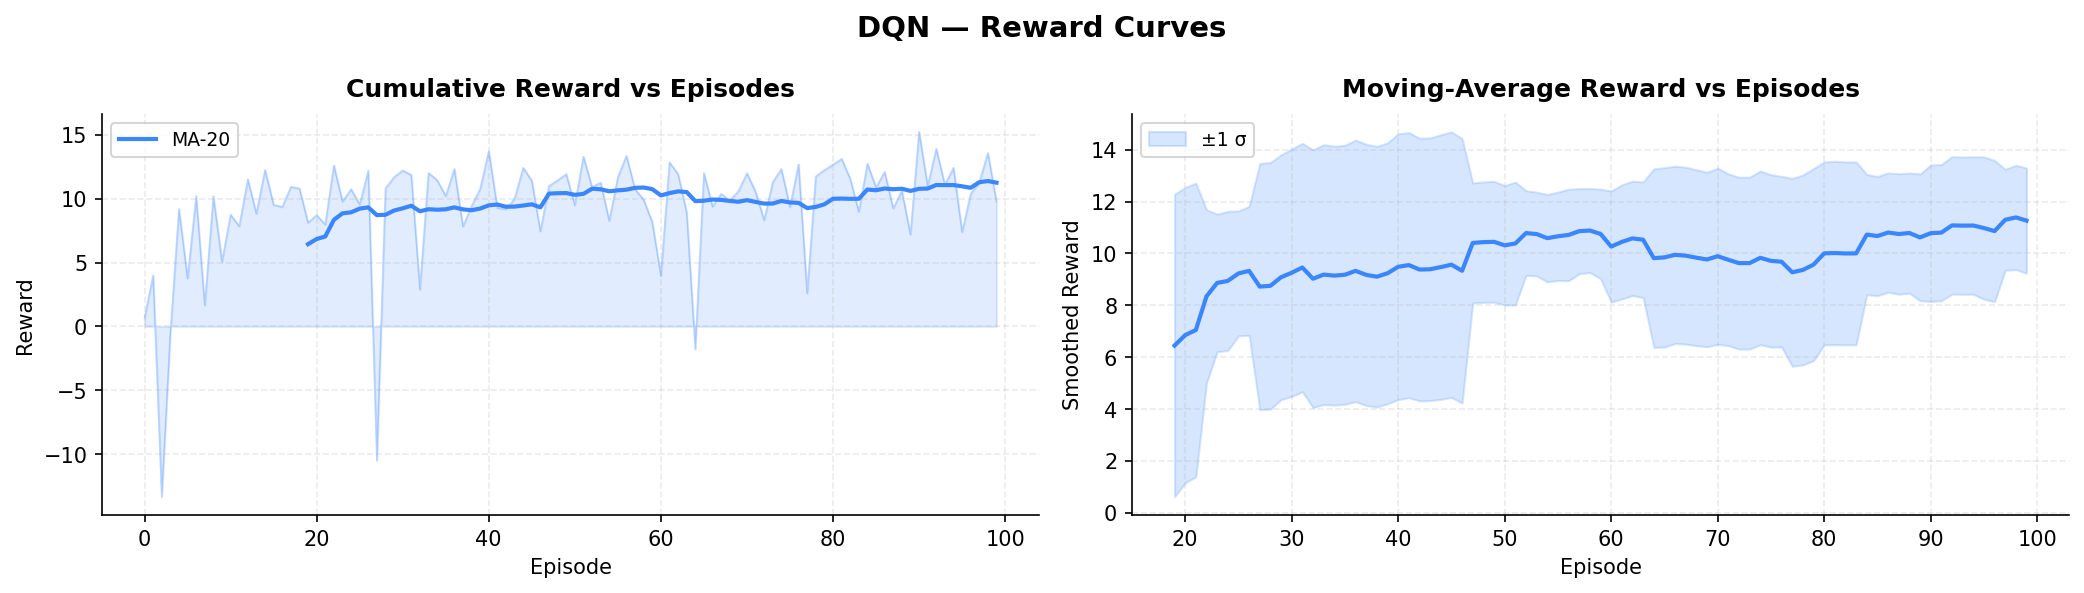 DQN — Reward Curves
Cumulative Reward vs Episodes
MA-20
Reward
15
10
5
0
−5
−10
0 20 40 60 80 100
Episode
Moving-Average Reward vs Episodes
±1 σ
Smoothed Reward
14
12
10
8
6
4
2
0
20 30 40 50 60 70 80 90 100
Episode